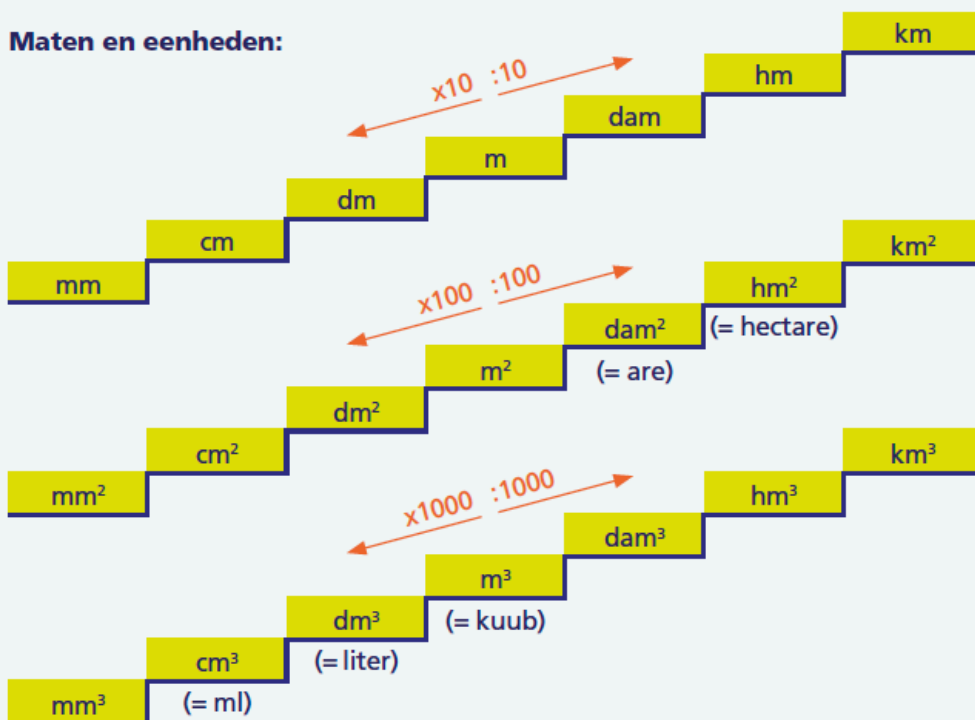 Maten en eenheden:
km
x10 :10
hm
dam
m
dm
cm
mm
km²
x100 :100
hm²
(= hectare)
dam²
(= are)
m²
dm²
cm²
mm²
km³
x1000 :1000
hm³
dam³
m³
(= kuub)
dm³
(= liter)
cm³
(= ml)
mm³